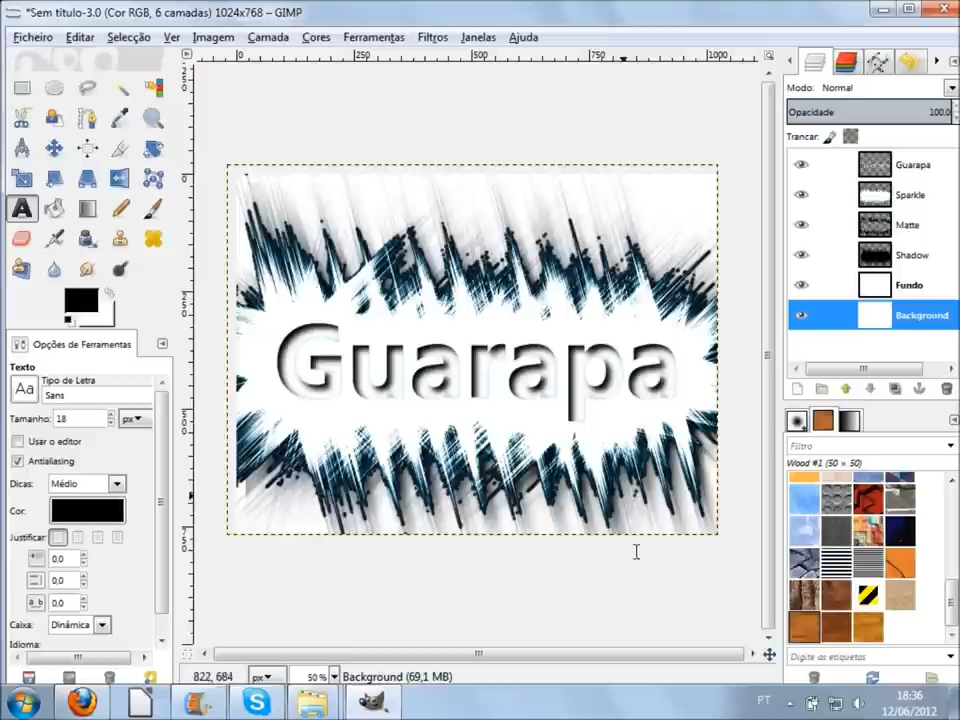 *Sem título-3.0 (Cor RGB, 6 camadas) 1024x768 – GIMP
Ficheiro Editar Selecção Ver Imagem Camada Cores Ferramentas Filtros Janelas Ajuda
0 250 500 750 1000
Modo: Normal
Opacidade 100.0
Trancar:
Guarapa
Sparkle
Matte
Shadow
Fundo
Background
Guarapa
Opções de Ferramentas
Texto
Tipo de Letra
Aa Sans
Tamanho: 18 px
Usar o editor
Antialiasing
Dicas: Médio
Cor:
Justificar:
0,0
0,0
0,0
Caixa: Dinâmica
Idioma:
Filtro
Wood #1 (50 × 50)
Digite as etiquetas
822, 684 px 50 % Background (69,1 MB)
PT
18:36
12/06/2012